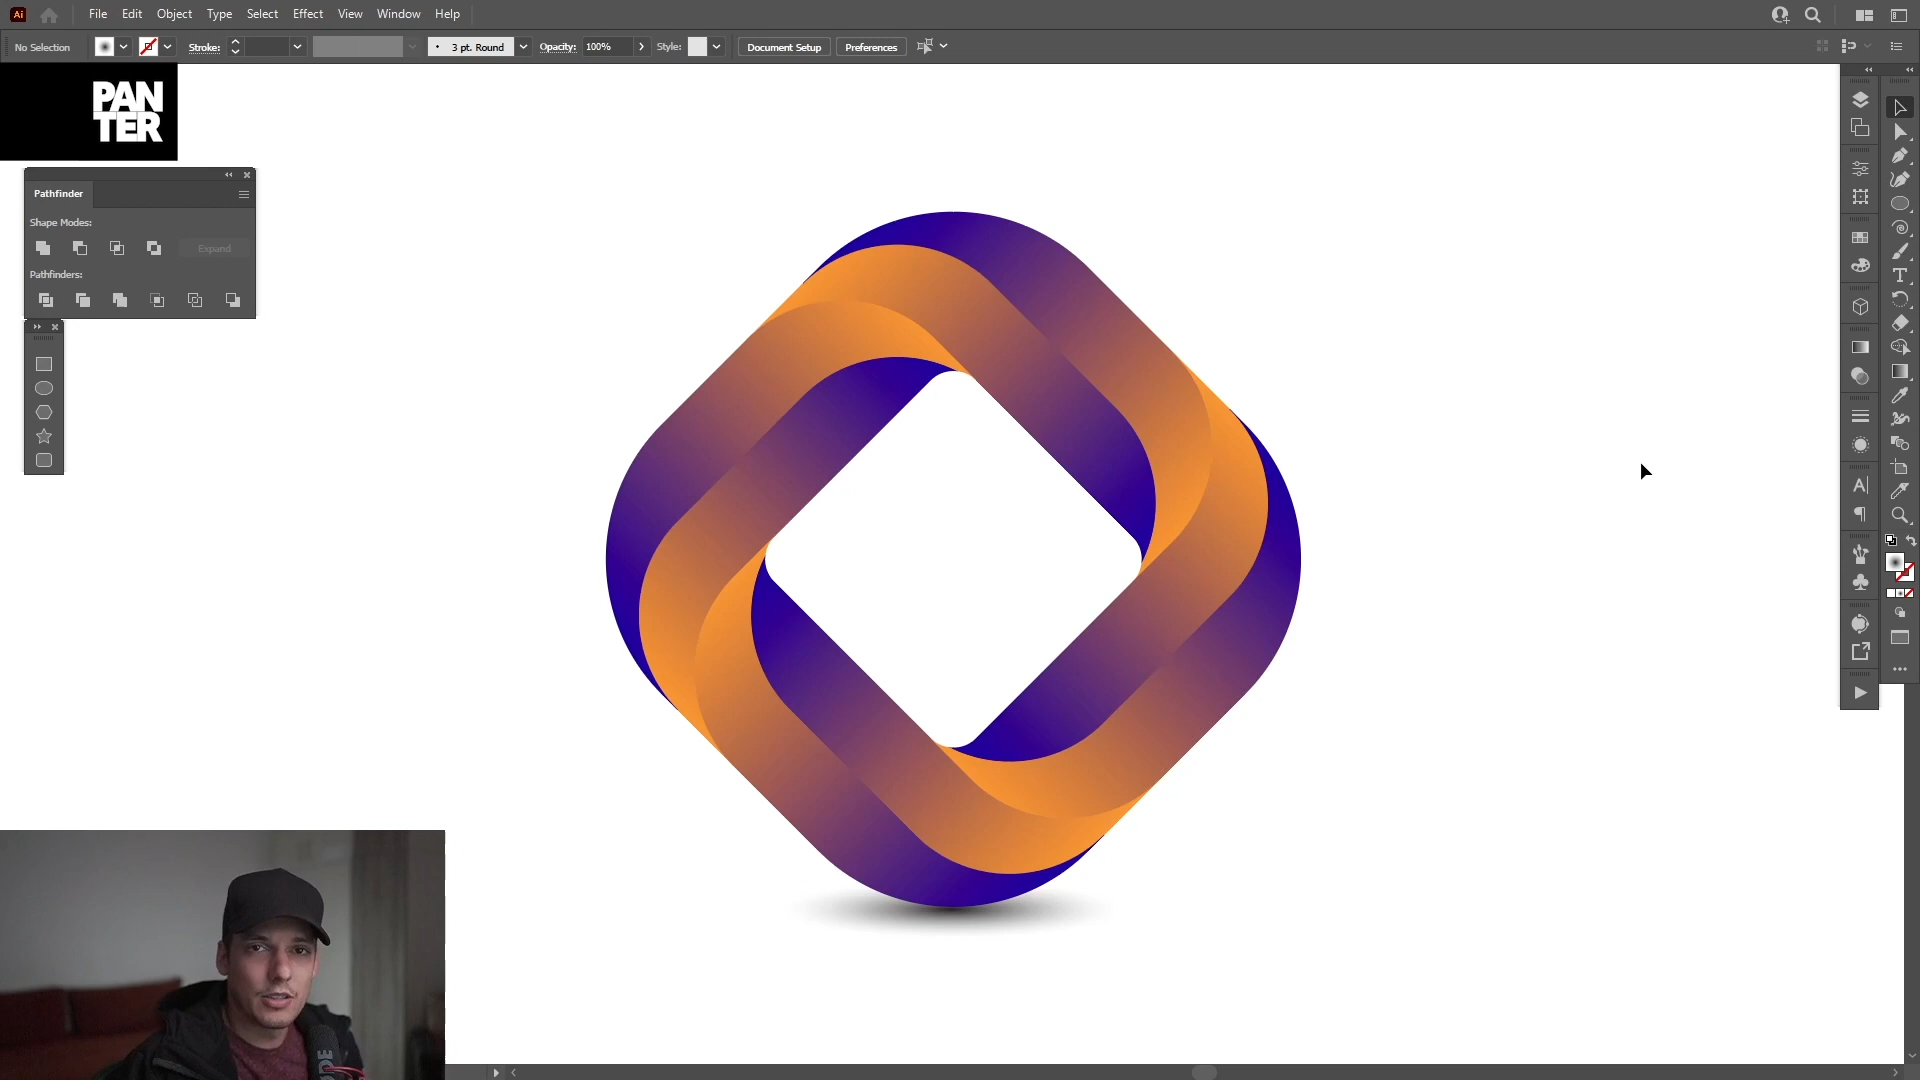 Ai File Edit Object Type Select Effect View Window Help
No Selection Stroke: 3 pt. Round Opacity: 100% Style: Document Setup Preferences
PAN
TER
Pathfinder
Shape Modes:
Expand
Pathfinders: